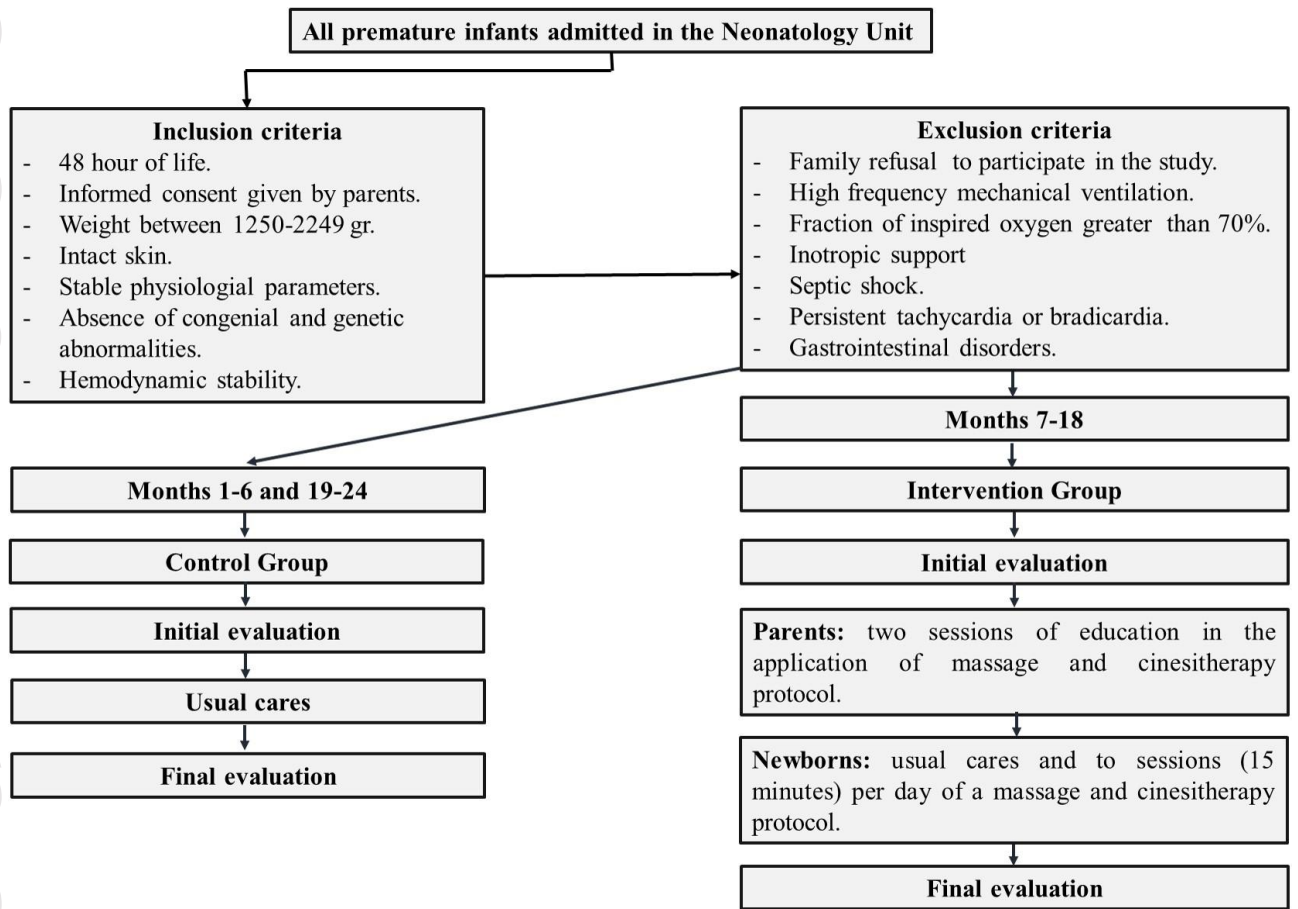 All premature infants admitted in the Neonatology Unit
Inclusion criteria
- 48 hour of life.
- Informed consent given by parents.
- Weight between 1250-2249 gr.
- Intact skin.
- Stable physiologial parameters.
- Absence of congenial and genetic
abnormalities.
- Hemodynamic stability.
Exclusion criteria
- Family refusal to participate in the study.
- High frequency mechanical ventilation.
- Fraction of inspired oxygen greater than 70%.
- Inotropic support
- Septic shock.
- Persistent tachycardia or bradicardia.
- Gastrointestinal disorders.
Months 1-6 and 19-24
Control Group
Initial evaluation
Usual cares
Final evaluation
Months 7-18
Intervention Group
Initial evaluation
Parents: two sessions of education in the
application of massage and cinesitherapy
protocol.
Newborns: usual cares and to sessions (15
minutes) per day of a massage and cinesitherapy
protocol.
Final evaluation